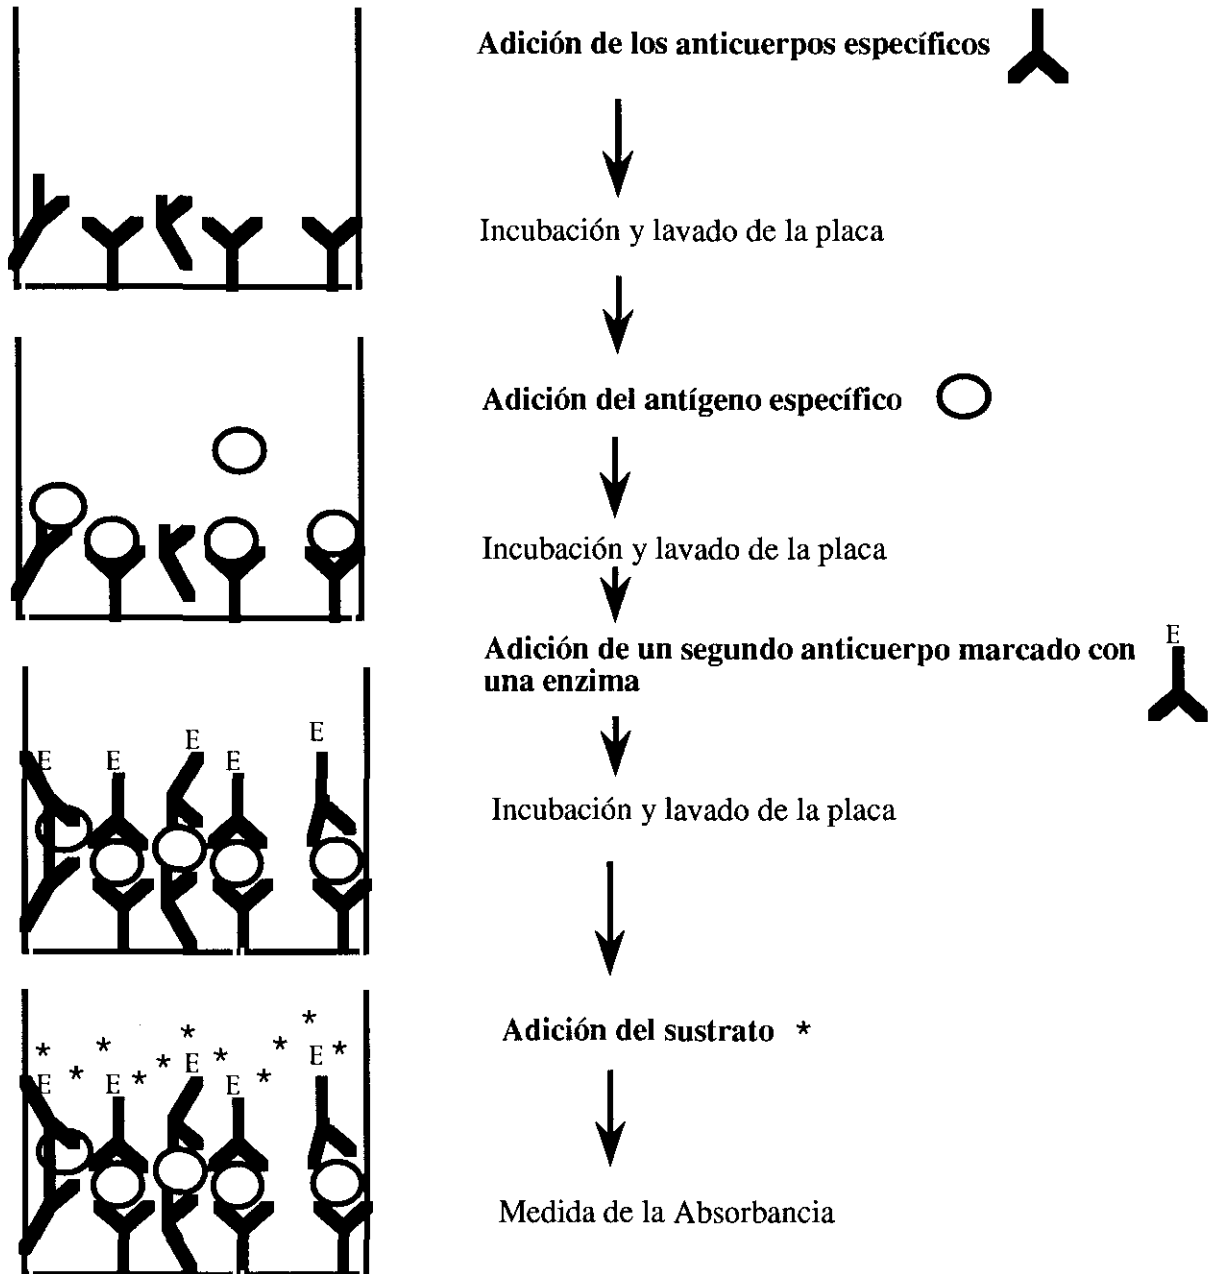 Adición de los anticuerpos específicos
Incubación y lavado de la placa
Adición del antígeno específico
Incubación y lavado de la placa
E
Adición de un segundo anticuerpo marcado con
una enzima
E E E E E
Incubación y lavado de la placa
Adición del sustrato *
* * * * * * * * * *
E E E E E
Medida de la Absorbancia